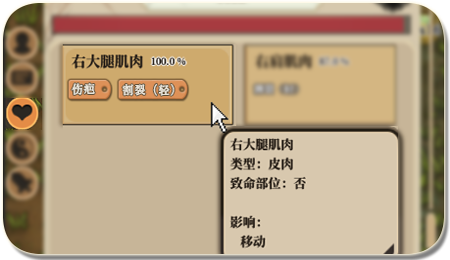 右大腿肌肉 100.0 %
伤疤 割裂（轻）
右大腿肌肉
类型：皮肉
致命部位：否
影响：
移动